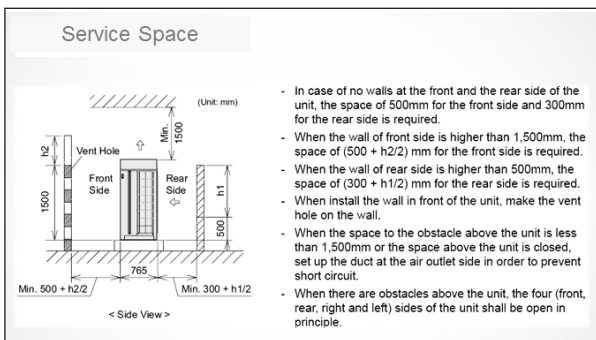 Service Space
(Unit: mm)
Min.
1500
h2
Vent Hole
Front
Side
Rear
Side
1500
h1
500
765
Min. 500 + h2/2
Min. 300 + h1/2
< Side View >
- In case of no walls at the front and the rear side of the
unit, the space of 500mm for the front side and 300mm
for the rear side is required.
- When the wall of front side is higher than 1,500mm, the
space of (500 + h2/2) mm for the front side is required.
- When the wall of rear side is higher than 500mm, the
space of (300 + h1/2) mm for the rear side is required.
- When install the wall in front of the unit, make the vent
hole on the wall.
- When the space to the obstacle above the unit is less
than 1,500mm or the space above the unit is closed,
set up the duct at the air outlet side in order to prevent
short circuit.
- When there are obstacles above the unit, the four (front,
rear, right and left) sides of the unit shall be open in
principle.